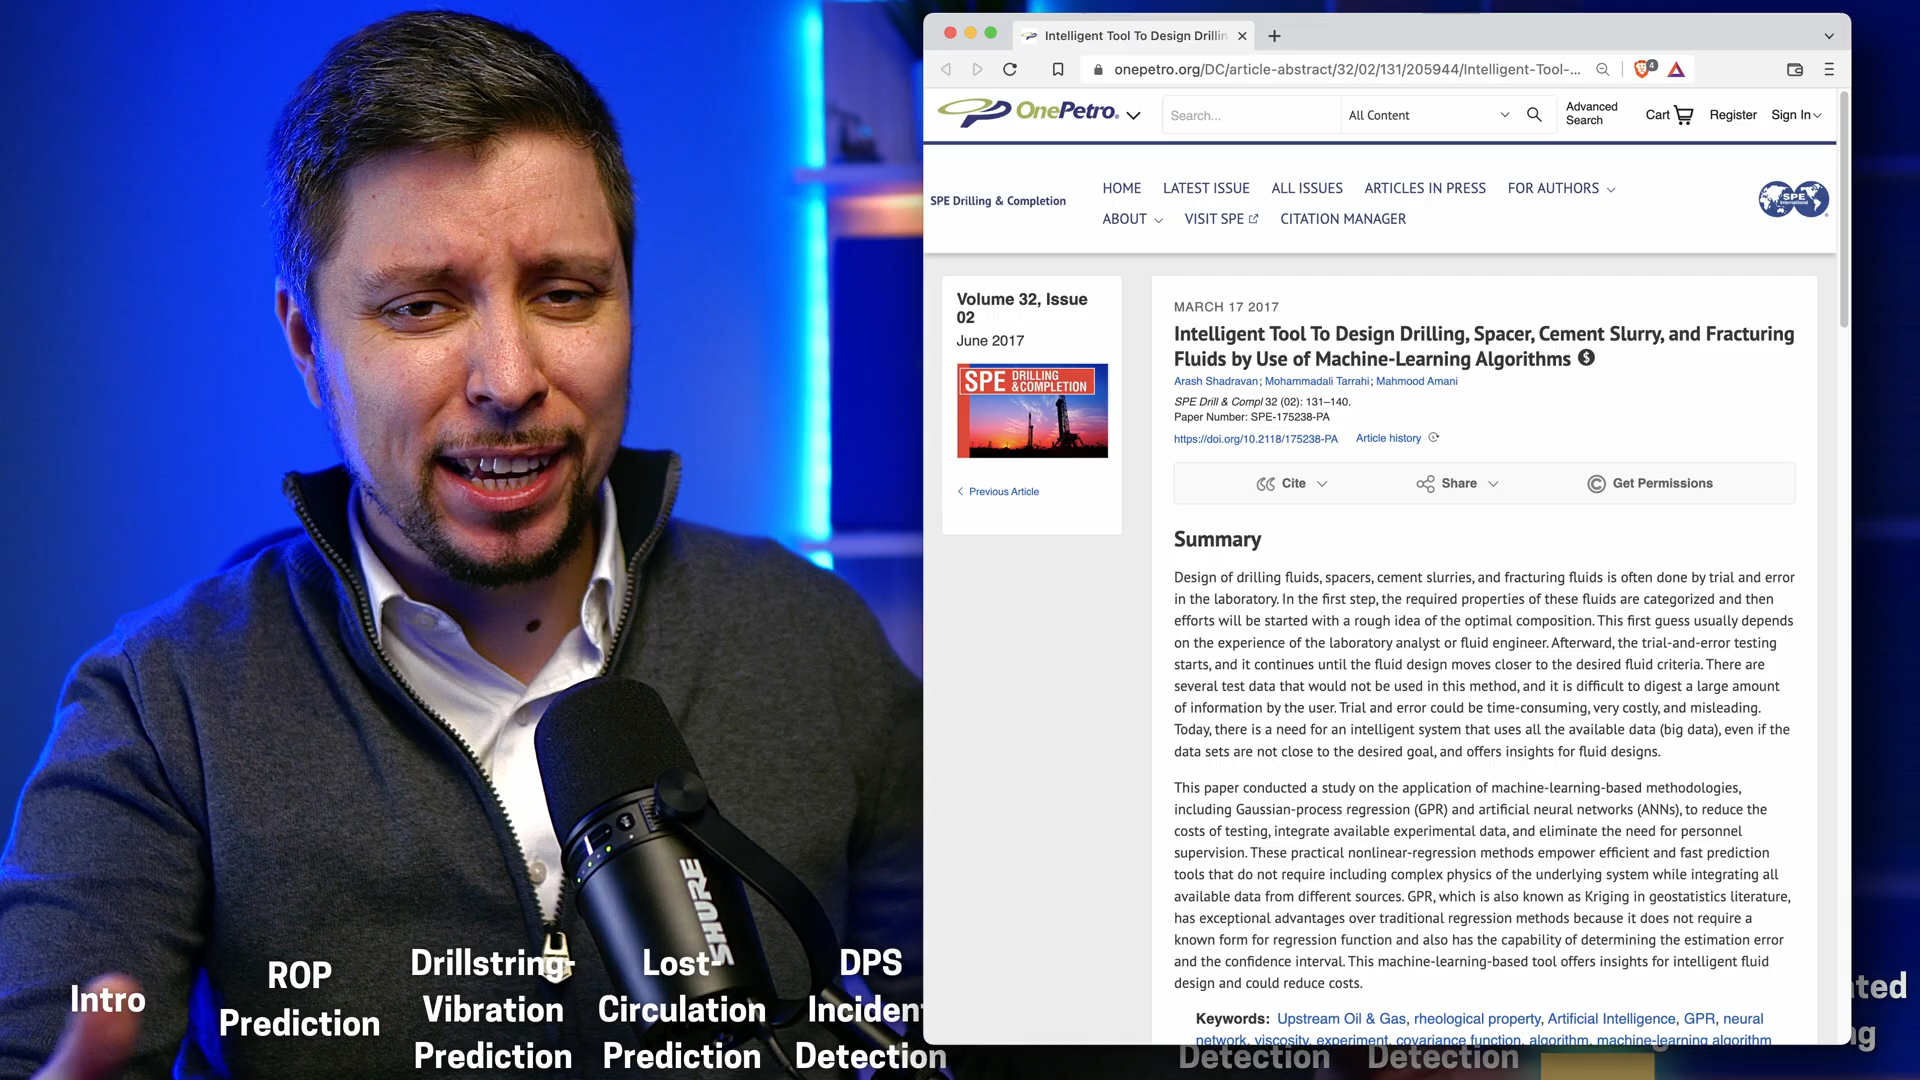 Intelligent Tool To Design Drillin
onepetro.org/DC/article-abstract/32/02/131/205944/Intelligent-Tool-...
4
OnePetro
Search...
All Content
Advanced
Search
Cart
Register
Sign In
SPE Drilling & Completion
HOME
LATEST ISSUE
ALL ISSUES
ARTICLES IN PRESS
FOR AUTHORS
ABOUT
VISIT SPE
CITATION MANAGER
SPE
International
Volume 32, Issue
02
June 2017
SPE DRILLING
&COMPLETION
Previous Article
MARCH 17 2017
Intelligent Tool To Design Drilling, Spacer, Cement Slurry, and Fracturing
Fluids by Use of Machine-Learning Algorithms $
Arash Shadravan; Mohammadali Tarrahi; Mahmood Amani
SPE Drill & Compl 32 (02): 131–140.
Paper Number: SPE-175238-PA
https://doi.org/10.2118/175238-PA
Article history
Cite
Share
Get Permissions
Summary
Design of drilling fluids, spacers, cement slurries, and fracturing fluids is often done by trial and error
in the laboratory. In the first step, the required properties of these fluids are categorized and then
efforts will be started with a rough idea of the optimal composition. This first guess usually depends
on the experience of the laboratory analyst or fluid engineer. Afterward, the trial-and-error testing
starts, and it continues until the fluid design moves closer to the desired fluid criteria. There are
several test data that would not be used in this method, and it is difficult to digest a large amount
of information by the user. Trial and error could be time-consuming, very costly, and misleading.
Today, there is a need for an intelligent system that uses all the available data (big data), even if the
data sets are not close to the desired goal, and offers insights for fluid designs.
This paper conducted a study on the application of machine-learning-based methodologies,
including Gaussian-process regression (GPR) and artificial neural networks (ANNs), to reduce the
costs of testing, integrate available experimental data, and eliminate the need for personnel
supervision. These practical nonlinear-regression methods empower efficient and fast prediction
tools that do not require including complex physics of the underlying system while integrating all
available data from different sources. GPR, which is also known as Kriging in geostatistics literature,
has exceptional advantages over traditional regression methods because it does not require a
known form for regression function and also has the capability of determining the estimation error
and the confidence interval. This machine-learning-based tool offers insights for intelligent fluid
design and could reduce costs.
Keywords: Upstream Oil & Gas, rheological property, Artificial Intelligence, GPR, neural
network, viscosity, experiment, covariance function, algorithm, machine-learning algorithm
SHURE
Intro
ROP
Prediction
Drillstring-
Vibration
Prediction
Lost-
Circulation
Prediction
DPS
Inciden
Detection
Detection
Detection
ted
g